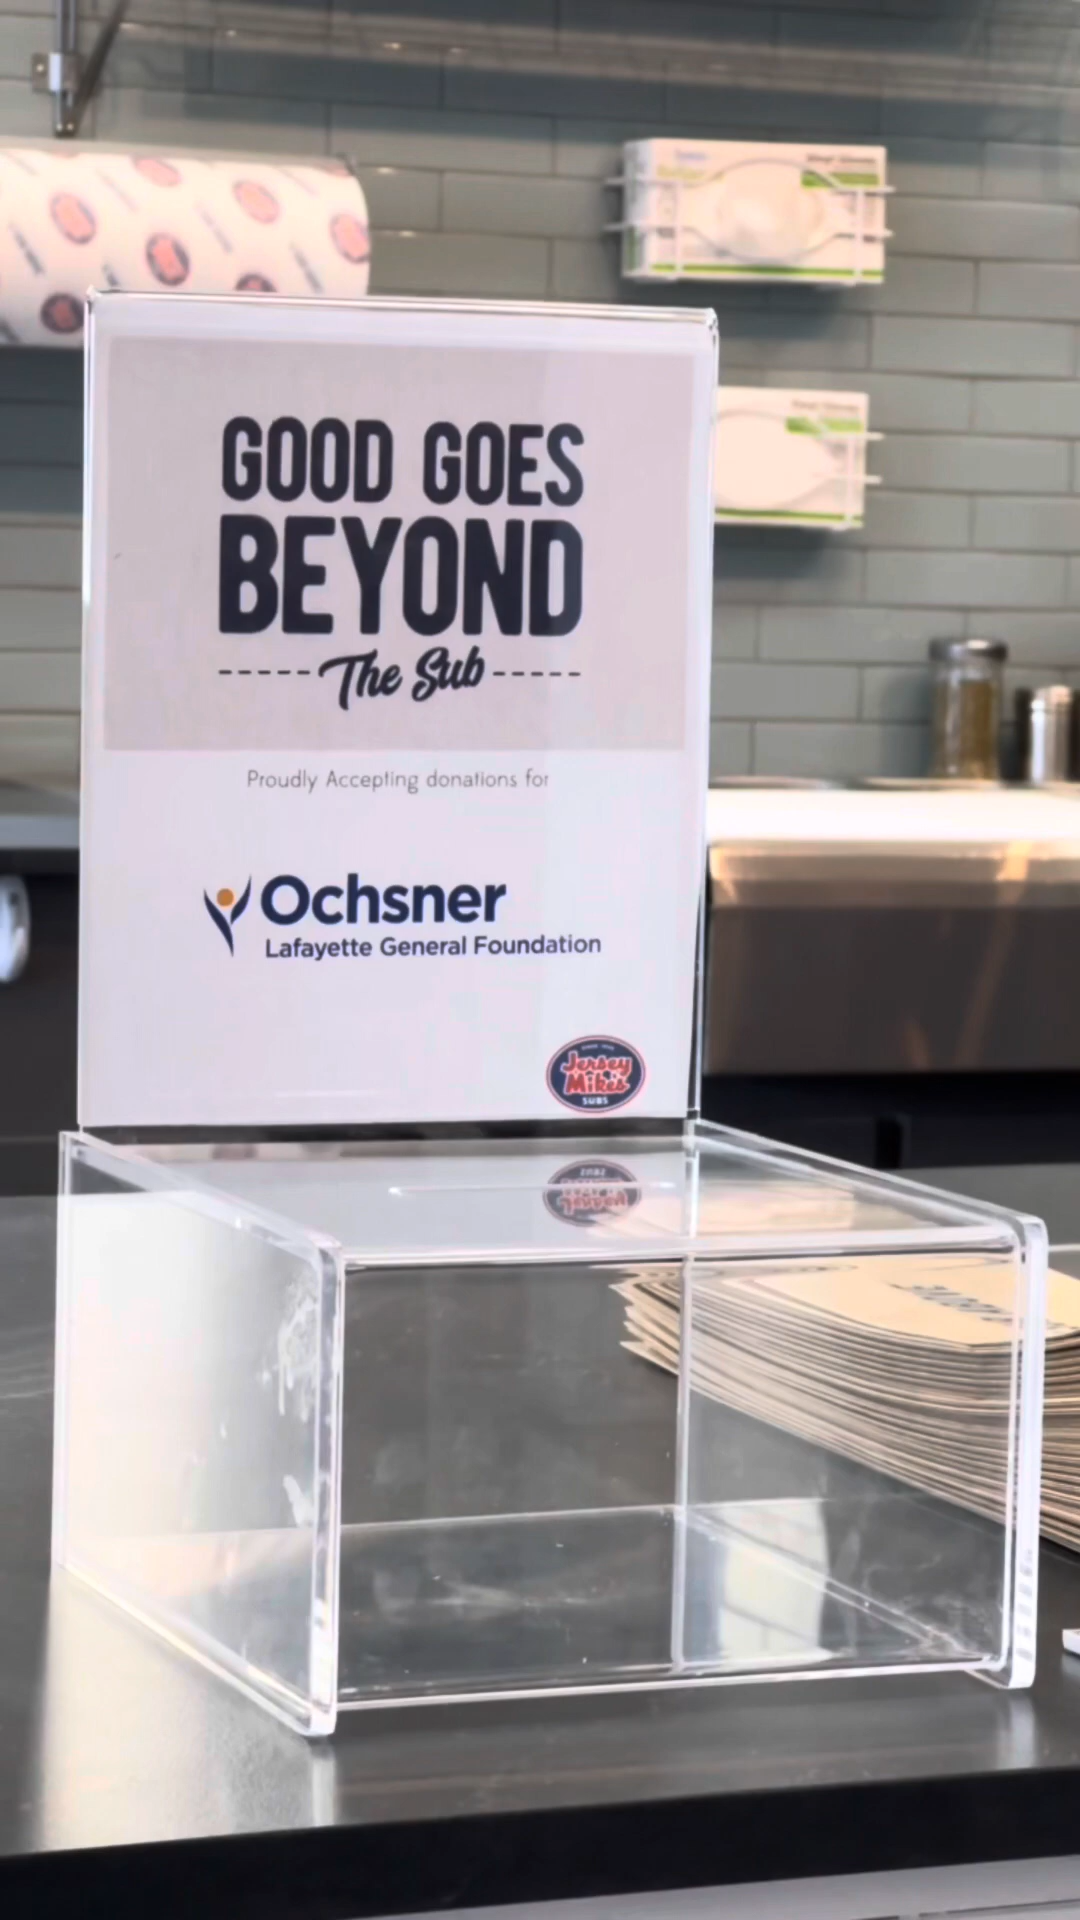 GOOD GOES
BEYOND
The Sub
Proudly Accepting donations for
Ochsner
Lafayette General Foundation
Jersey
Mike's
SUBS